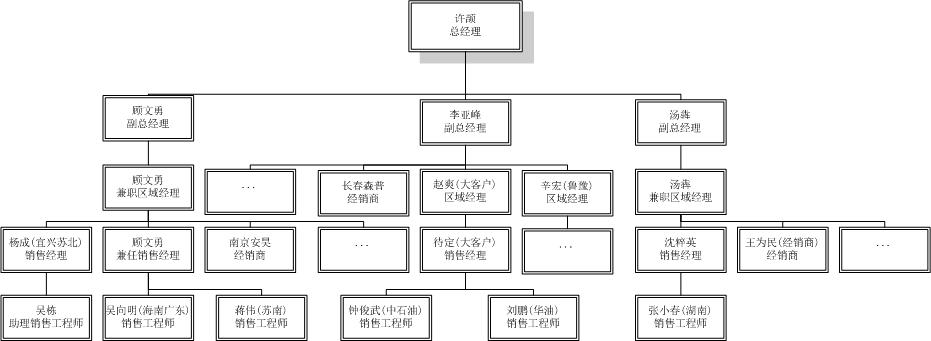 许颉
总经理
顾文勇
副总经理
李亚峰
副总经理
汤犇
副总经理
顾文勇
兼职区域经理
...
长春森普
经销商
赵爽(大客户)
区域经理
辛宏(鲁豫)
区域经理
汤犇
兼职区域经理
杨成(宜兴苏北)
销售经理
顾文勇
兼任销售经理
南京安昊
经销商
...
待定(大客户)
销售经理
...
沈粹英
销售经理
王为民(经销商)
经销商
...
吴栋
助理销售工程师
吴向明(海南广东)
销售工程师
蒋伟(苏南)
销售工程师
钟俊武(中石油)
销售工程师
刘鹏(华油)
销售工程师
张小春(湖南)
销售工程师